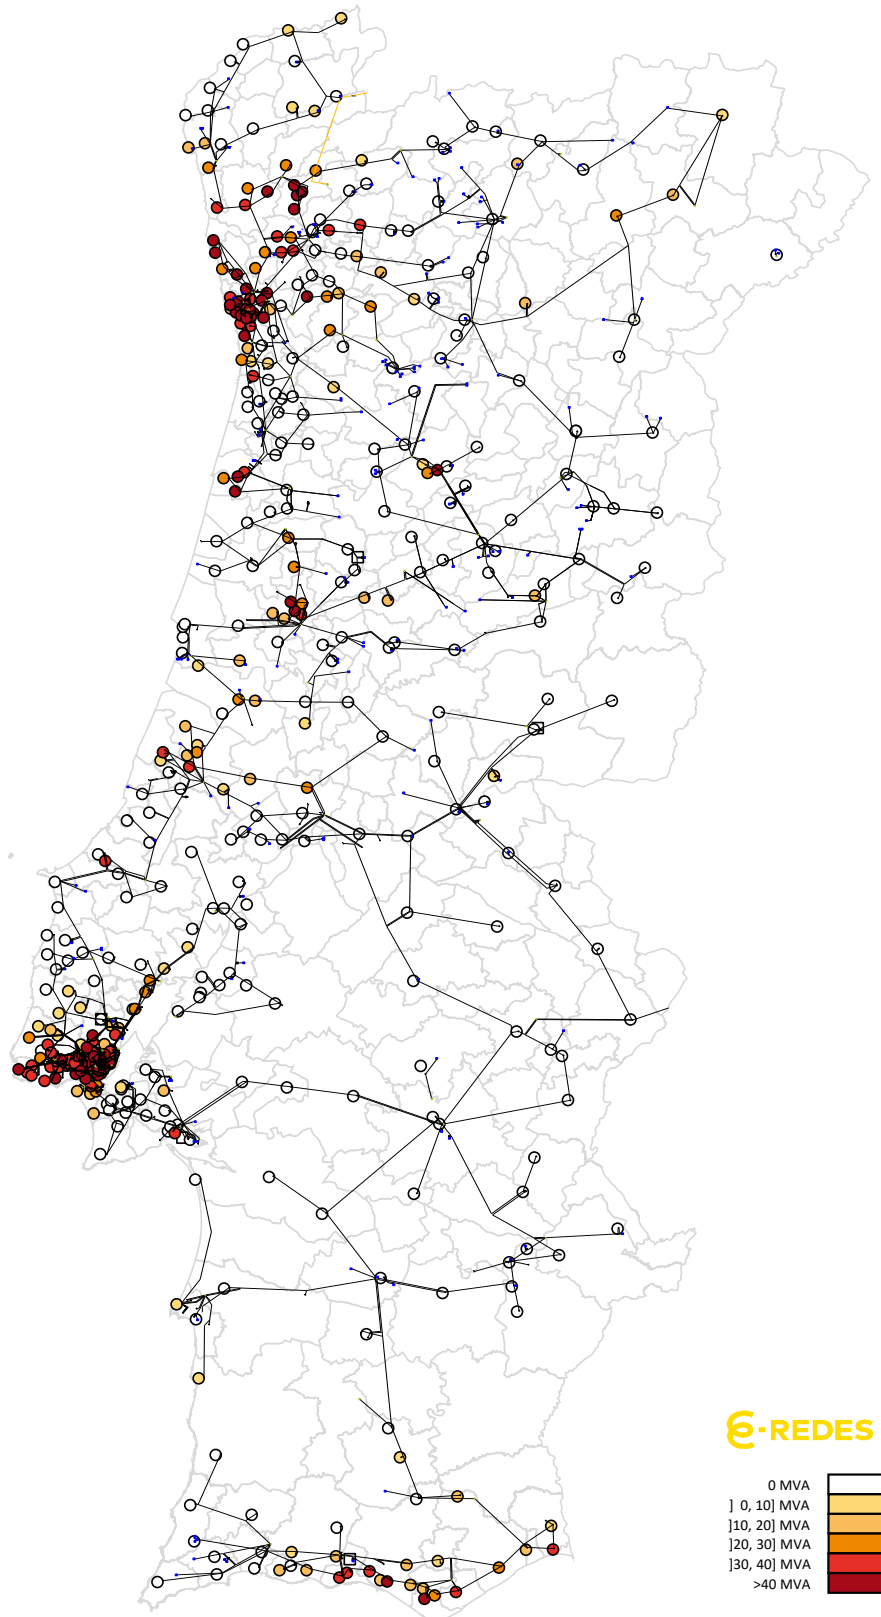 E-REDES
0 MVA
] 0, 10] MVA
]10, 20] MVA
]20, 30] MVA
]30, 40] MVA
>40 MVA